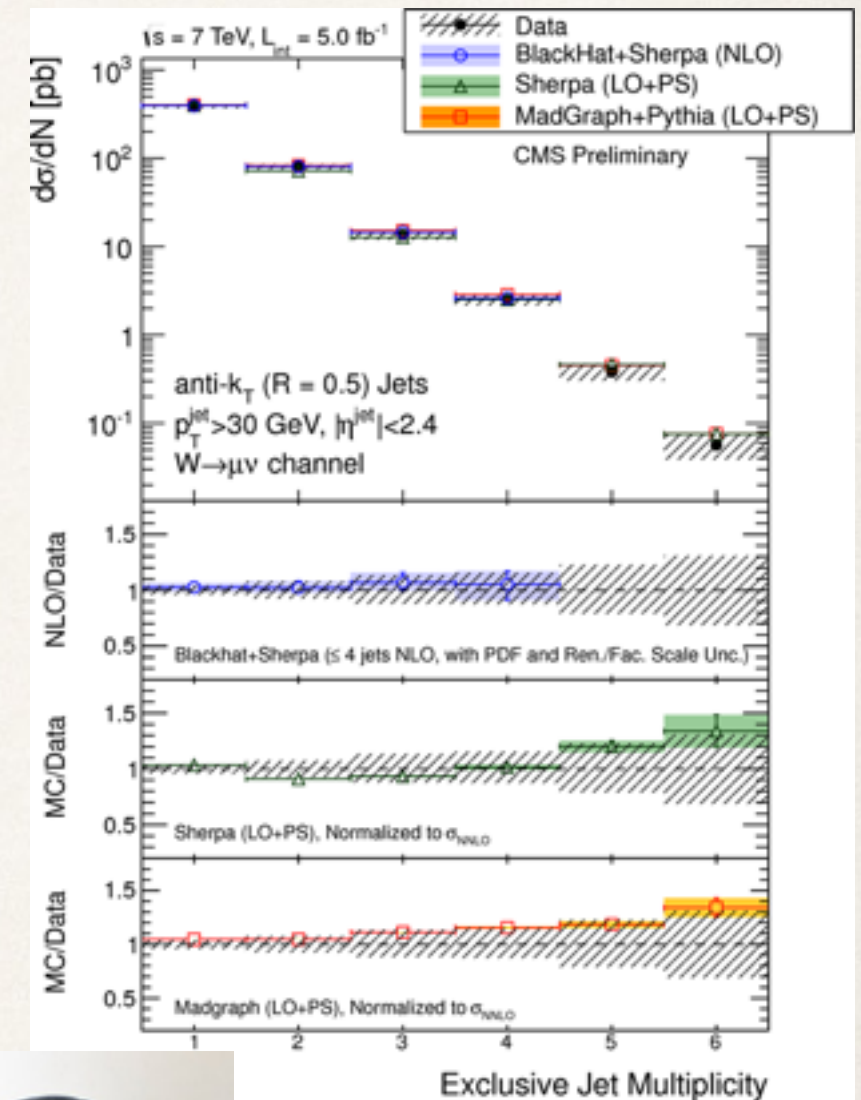 √s = 7 TeV, L_int = 5.0 fb⁻¹
Data
BlackHat+Sherpa (NLO)
Sherpa (LO+PS)
MadGraph+Pythia (LO+PS)
CMS Preliminary
dσ/dN [pb]
10³
10²
10
1
10⁻¹
anti-k_T (R = 0.5) Jets
p_T^jet>30 GeV, |η^jet|<2.4
W→μν channel
NLO/Data
1.5
1
0.5
Blackhat+Sherpa (≤ 4 jets NLO, with PDF and Ren./Fac. Scale Unc.)
MC/Data
1.5
1
0.5
Sherpa (LO+PS), Normalized to σ_NNLO
MC/Data
1.5
1
0.5
Madgraph (LO+PS), Normalized to σ_NNLO
1 2 3 4 5 6
Exclusive Jet Multiplicity